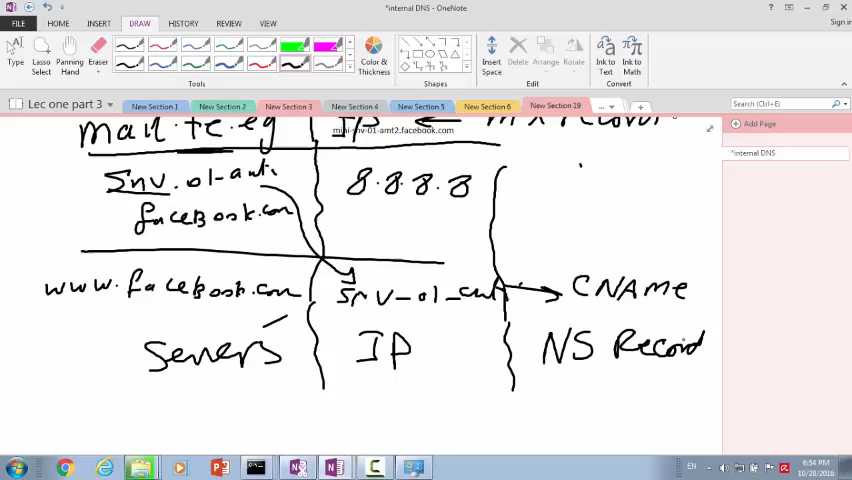 *internal DNS - OneNote
FILE HOME INSERT DRAW HISTORY REVIEW VIEW
Sign in
Type Lasso Select Panning Hand Eraser
Color & Thickness
Insert Space Delete Arrange Rotate
Ink to Text Ink to Math
Tools Shapes Edit Convert
Lec one part 3 New Section 1 New Section 2 New Section 3 New Section 4 New Section 5 New Section 6 New Section 19 ... Search (Ctrl+E)
Add Page
*internal DNS
mail.te.eg IP MX record
mini-snv-01-amt2.facebook.com
Snv.01-amt. 8.8.8.8
faceBook.com
www.faceBook.com Snv_01_amt CNAMe
Servers IP NS Record
EN 6:54 PM
10/28/2016